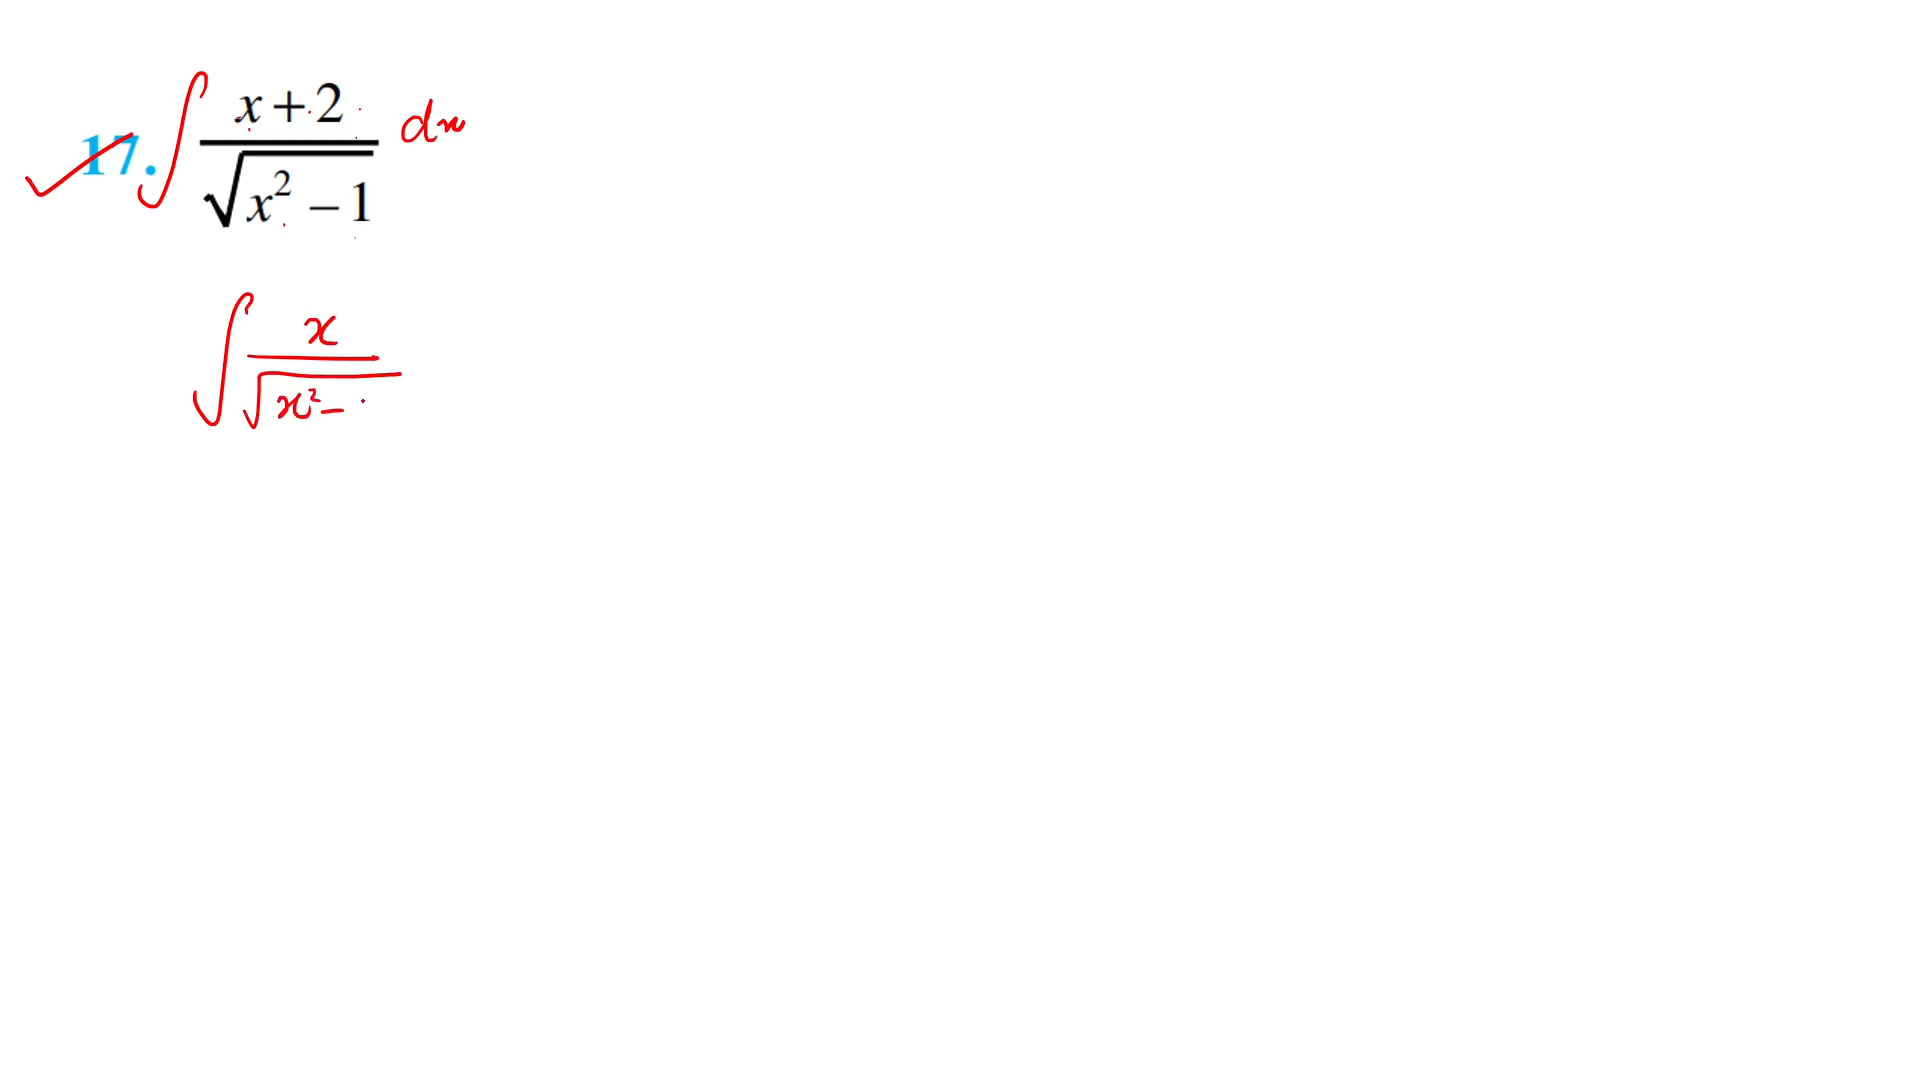 17. ∫ (x + 2) / √(x² − 1) dx
∫ x / √(x² −